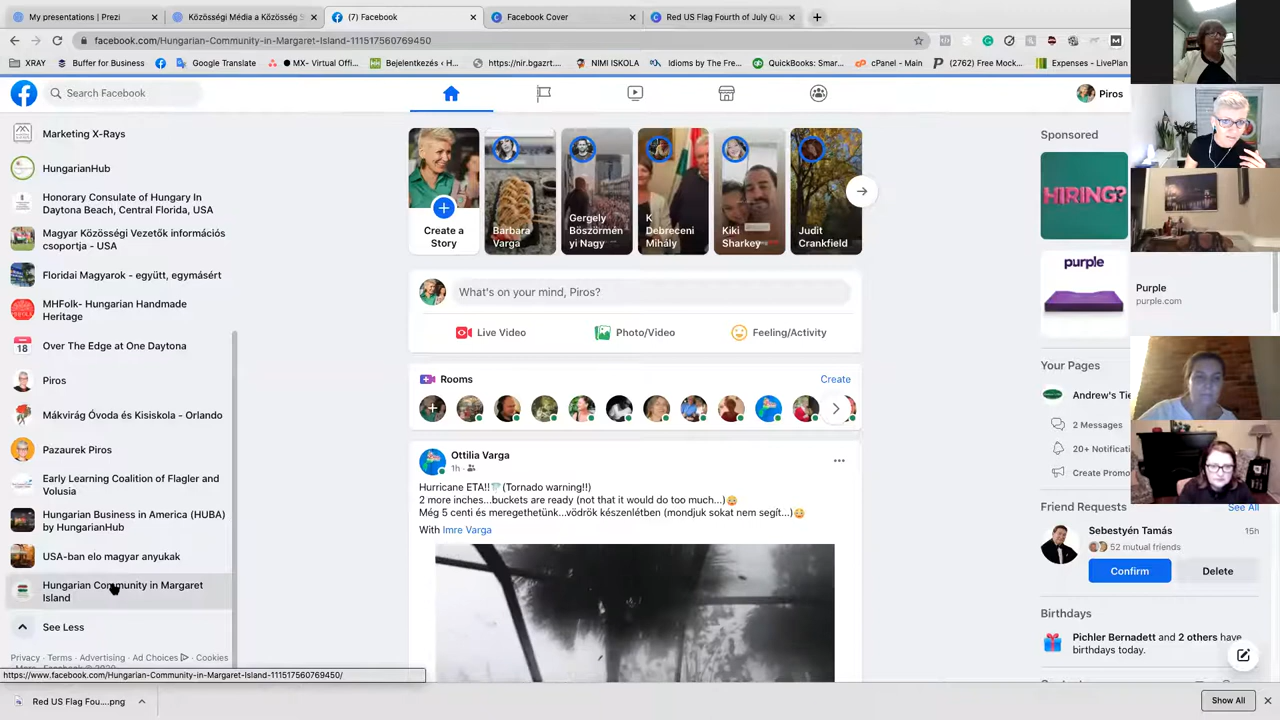 My presentations | Prezi
Közösségi Média a Közösség S
(7) Facebook
Facebook Cover
Red US Flag Fourth of July Qu
facebook.com/Hungarian-Community-in-Margaret-Island-111517560769450
XRAY
Buffer for Business
Google Translate
MX- Virtual Offi...
Bejelentkezés ‹ H...
https://nir.bgazrt....
NIMI ISKOLA
Idioms by The Fre...
QuickBooks: Smar...
cPanel - Main
(2762) Free Mock...
Expenses - LivePlan
Search Facebook
Piros
Marketing X-Rays
HungarianHub
Honorary Consulate of Hungary In
Daytona Beach, Central Florida, USA
Magyar Közösségi Vezetők információs
csoportja - USA
Floridai Magyarok - együtt, egymásért
MHFolk- Hungarian Handmade
Heritage
18
Over The Edge at One Daytona
Piros
Mákvirág Óvoda és Kisiskola - Orlando
Pazaurek Piros
Early Learning Coalition of Flagler and
Volusia
Hungarian Business in America (HUBA)
by HungarianHub
USA-ban elo magyar anyukak
Hungarian Community in Margaret
Island
See Less
Privacy · Terms · Advertising · Ad Choices · Cookies
https://www.facebook.com/Hungarian-Community-in-Margaret-Island-111517560769450/
Create a
Story
Barbara
Varga
Gergely
Böszörmén
yi Nagy
K
Debreceni
Mihály
Kiki
Sharkey
Judit
Crankfield
What's on your mind, Piros?
Live Video
Photo/Video
Feeling/Activity
Rooms
Create
Ottilia Varga
1h ·
Hurricane ETA!! (Tornado warning!!)
2 more inches...buckets are ready (not that it would do too much...)
Még 5 centi és meregethetünk...vödrök készenlétben (mondjuk sokat nem segít...)
With Imre Varga
Sponsored
HIRING?
purple
Purple
purple.com
Your Pages
Andrew's Tie
2 Messages
20+ Notificati
Create Promo
Friend Requests
See All
Sebestyén Tamás
15h
52 mutual friends
Confirm
Delete
Birthdays
Pichler Bernadett and 2 others have
birthdays today.
Red US Flag Fou....png
Show All